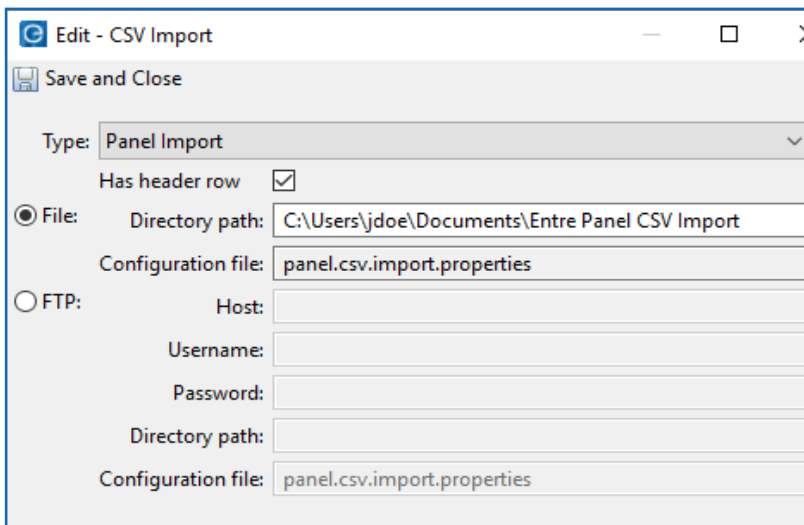 Edit - CSV Import
Save and Close
Type: Panel Import
Has header row
File: Directory path: C:\Users\jdoe\Documents\Entre Panel CSV Import
Configuration file: panel.csv.import.properties
FTP: Host:
Username:
Password:
Directory path:
Configuration file: panel.csv.import.properties